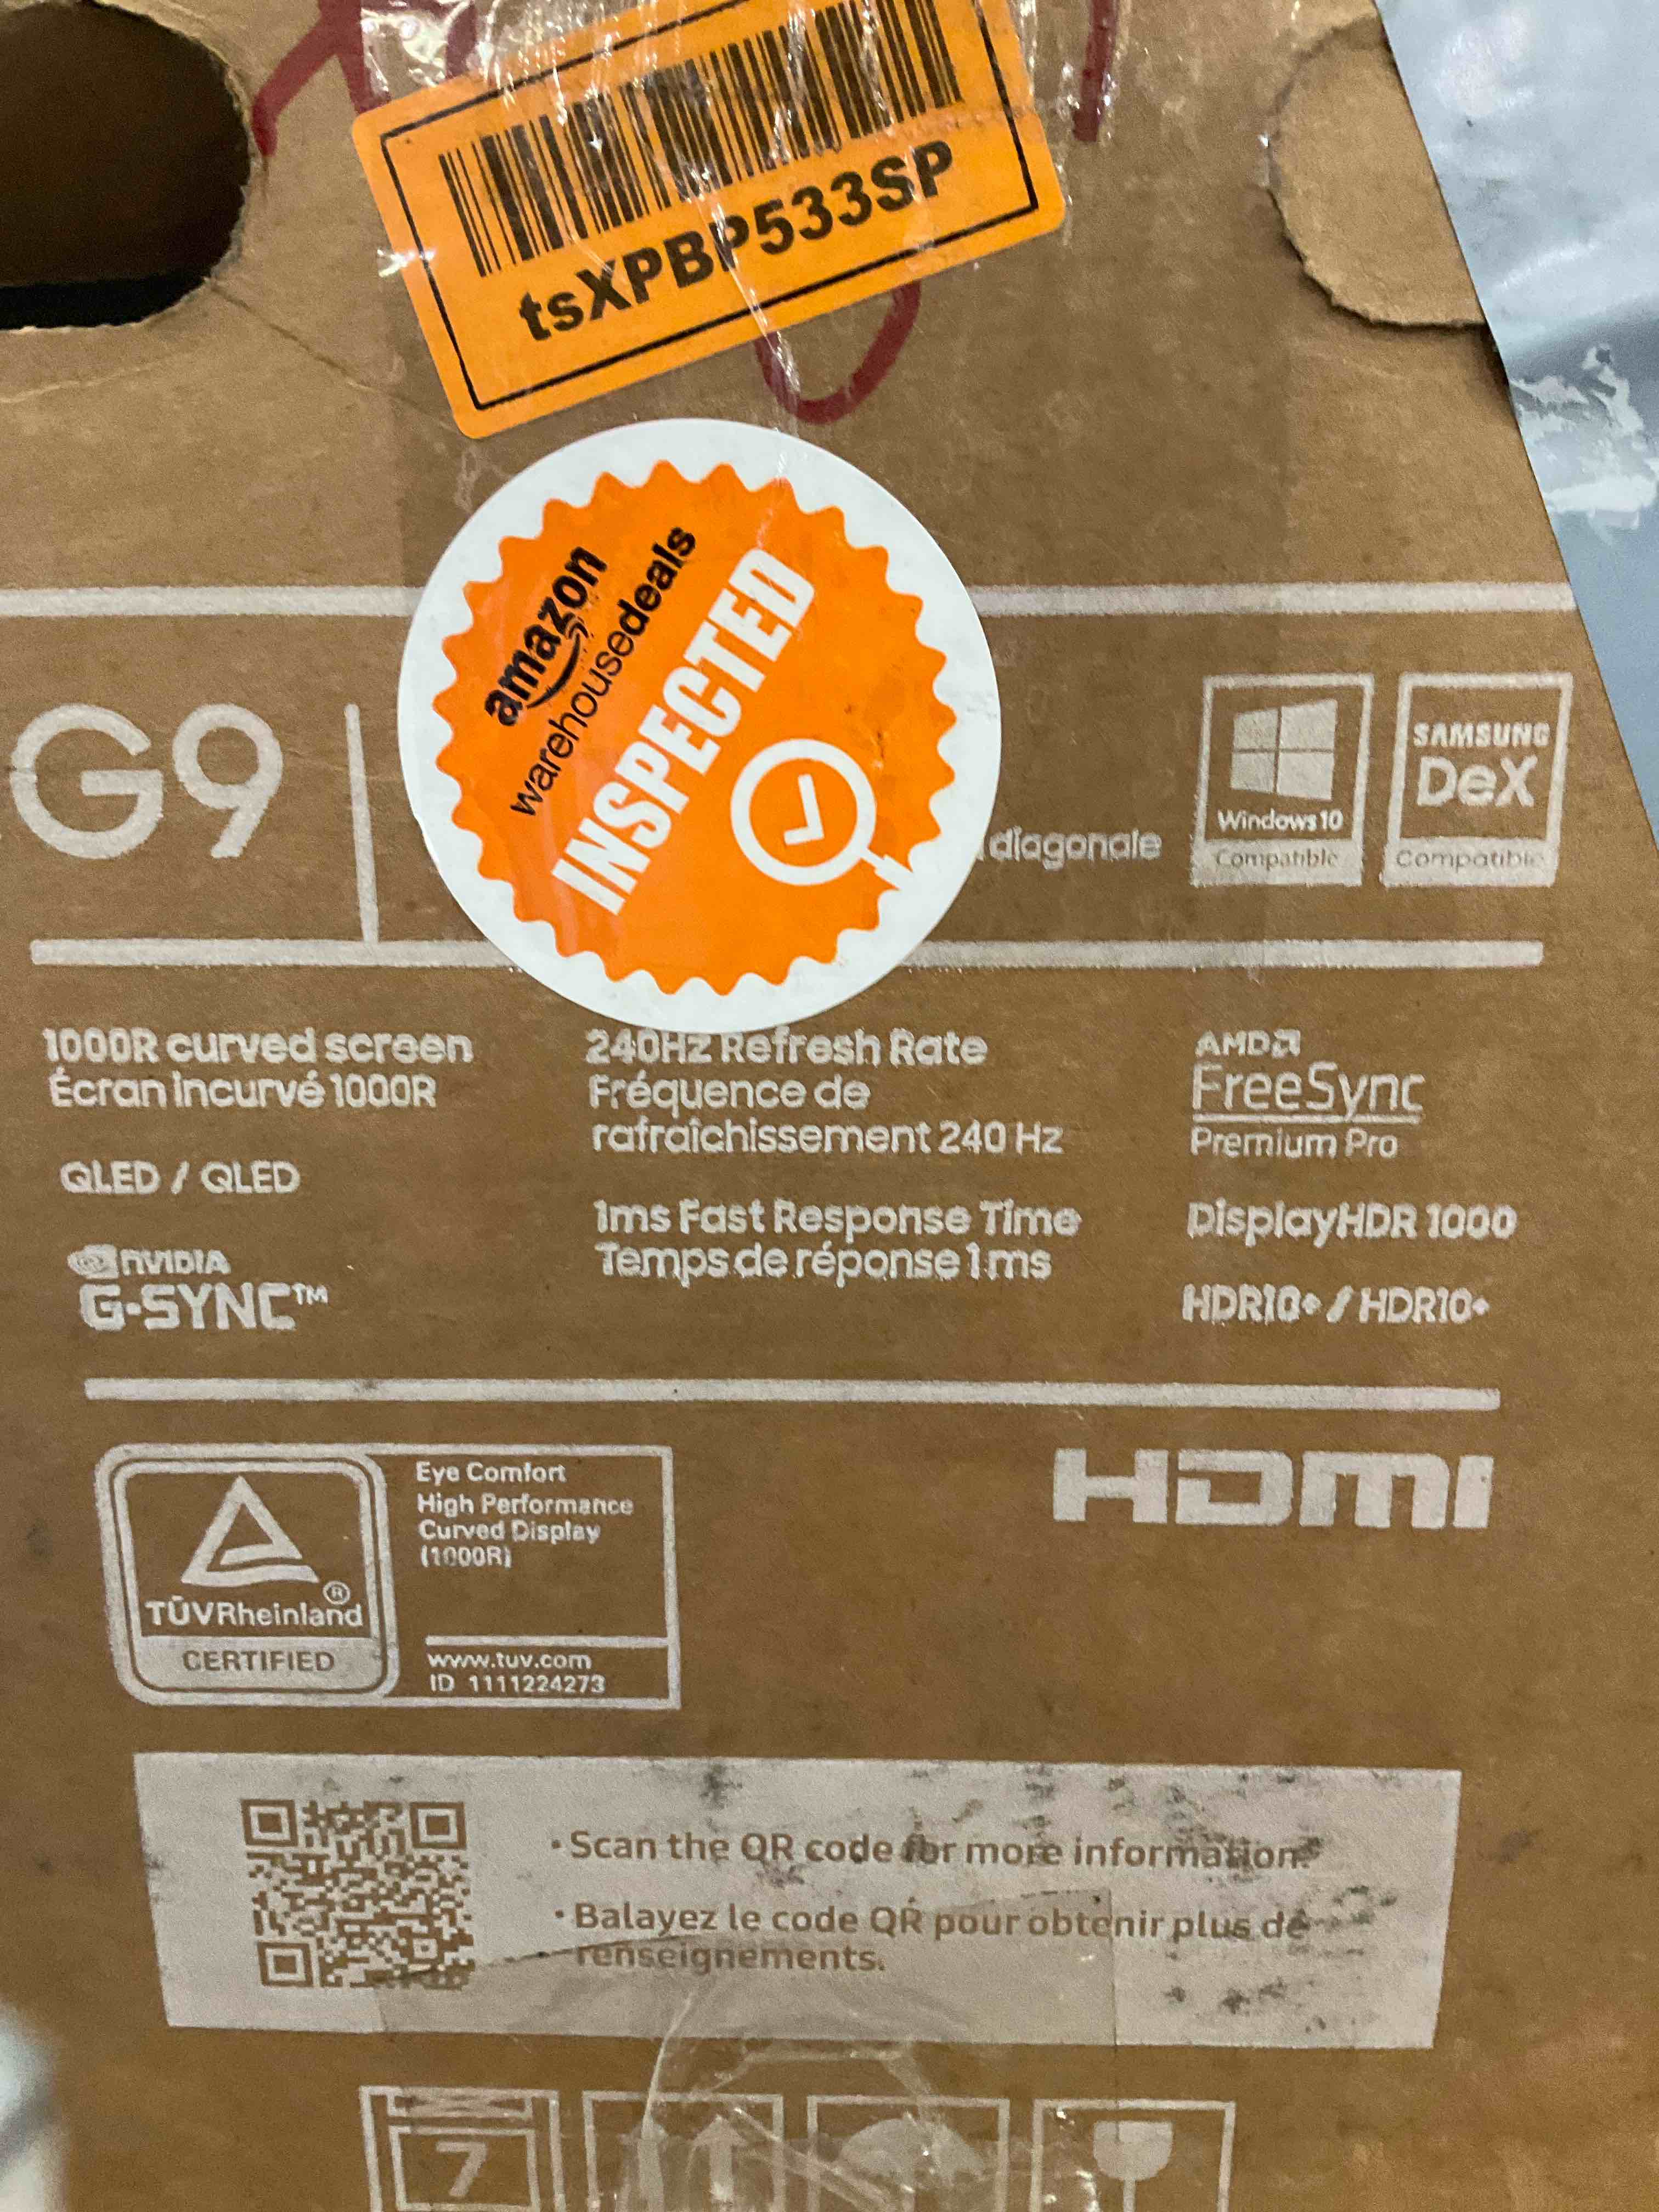 tsXPBP533SP
amazon
warehousedeals
INSPECTED
G9
diagonale
Windows 10
Compatible
SAMSUNG
DeX
Compatible
1000R curved screen
Écran incurvé 1000R
QLED / QLED
NVIDIA
G-SYNC™
240Hz Refresh Rate
Fréquence de
rafraîchissement 240 Hz
1ms Fast Response Time
Temps de réponse 1 ms
AMD
FreeSync
Premium Pro
DisplayHDR 1000
HDR10+ / HDR10+
TÜVRheinland®
CERTIFIED
Eye Comfort
High Performance
Curved Display
(1000R)
www.tuv.com
ID 1111224273
HDMI
• Scan the QR code for more information.
• Balayez le code QR pour obtenir plus de
renseignements.
7